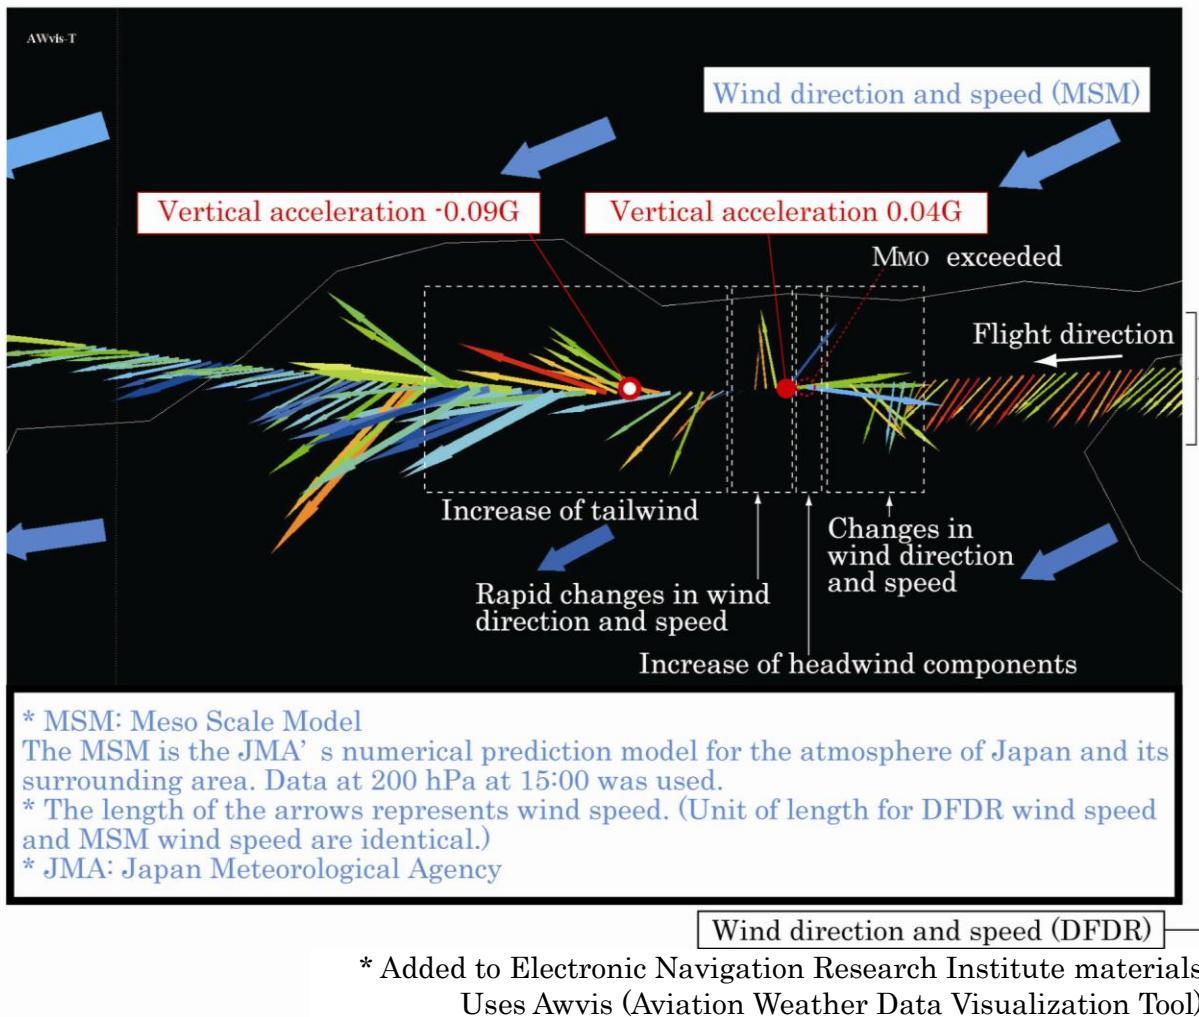 AWvis-T
Wind direction and speed (MSM)
Vertical acceleration -0.09G
Vertical acceleration 0.04G
MMO exceeded
Flight direction
Increase of tailwind
Changes in
wind direction
and speed
Rapid changes in wind
direction and speed
Increase of headwind components
* MSM: Meso Scale Model
The MSM is the JMA' s numerical prediction model for the atmosphere of Japan and its
surrounding area. Data at 200 hPa at 15:00 was used.
* The length of the arrows represents wind speed. (Unit of length for DFDR wind speed
and MSM wind speed are identical.)
* JMA: Japan Meteorological Agency
Wind direction and speed (DFDR)
* Added to Electronic Navigation Research Institute materials
Uses Awvis (Aviation Weather Data Visualization Tool)